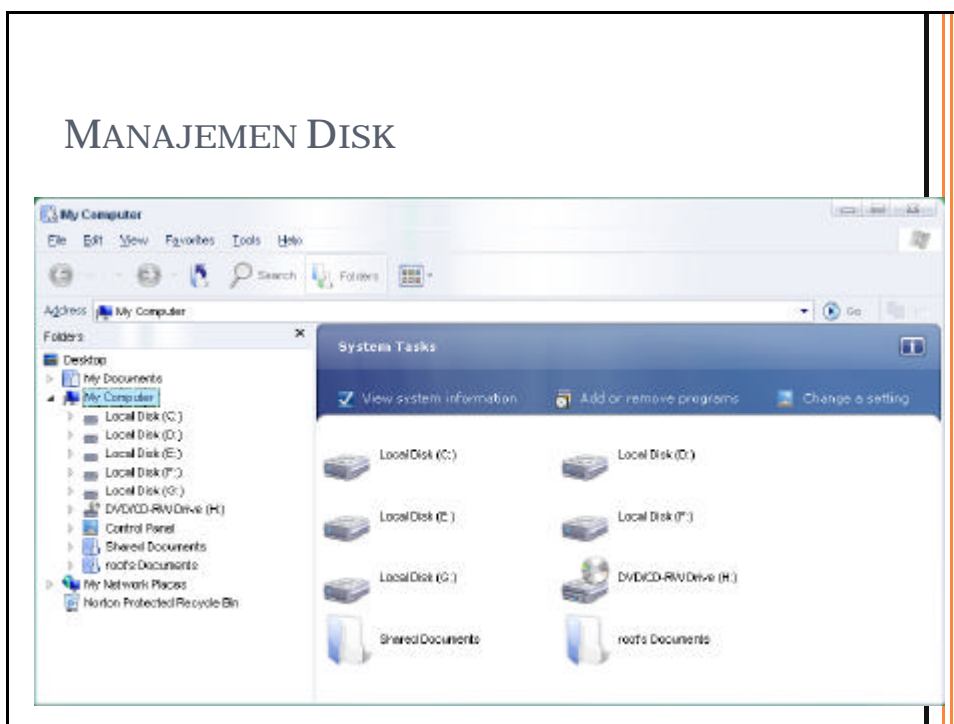 MANAJEMEN DISK
My Computer
File Edit View Favorites Tools Help
Search Folders
Address My Computer Go
Folders
Desktop
My Documents
My Computer
Local Disk (C:)
Local Disk (D:)
Local Disk (E:)
Local Disk (F:)
Local Disk (G:)
DVD/CD-RW Drive (H:)
Control Panel
Shared Documents
root's Documents
My Network Places
Norton Protected Recycle Bin
System Tasks
View system information Add or remove programs Change a setting
Local Disk (C:) Local Disk (D:)
Local Disk (E:) Local Disk (F:)
Local Disk (G:) DVD/CD-RW Drive (H:)
Shared Documents root's Documents